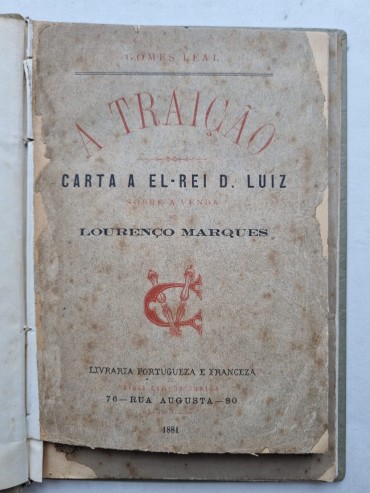 GOMES LEAL
A TRAIÇÃO
CARTA A EL-REI D. LUIZ
SOBRE A VENDA
DE
LOURENÇO MARQUES
LIVRARIA PORTUGUEZA E FRANCEZA
76—RUA AUGUSTA—80
1881